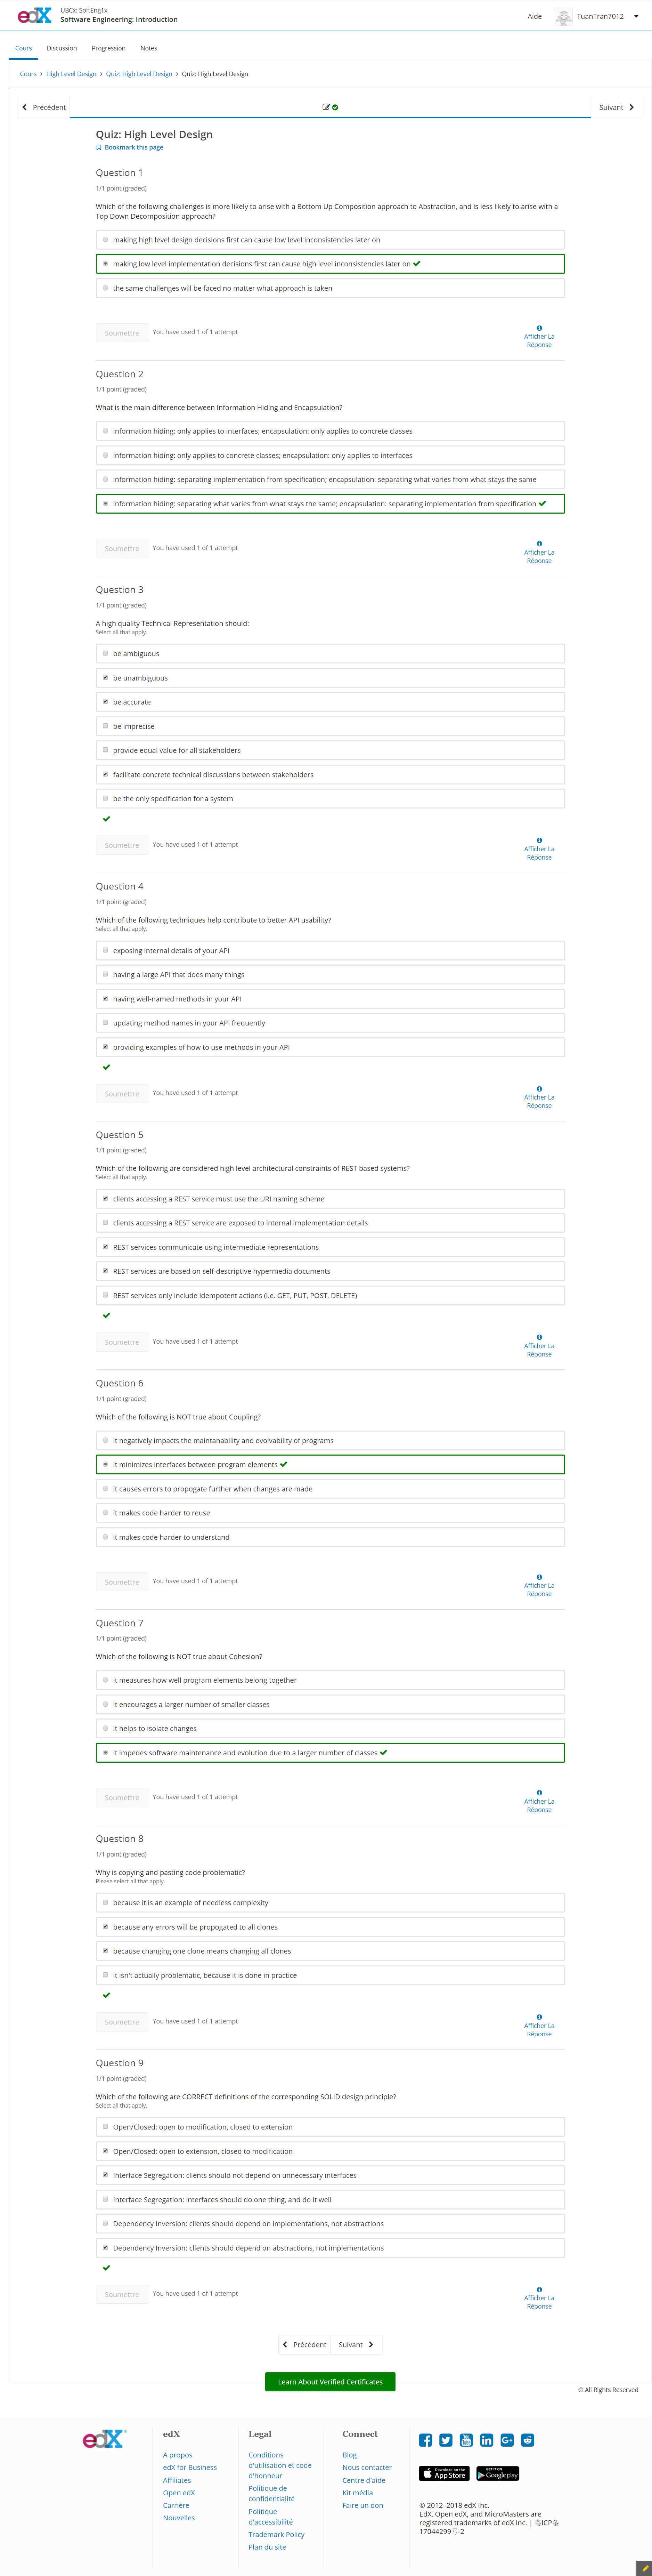 edX
UBCx: SoftEng1x
Software Engineering: Introduction
Aide
TuanTran7012
Cours
Discussion
Progression
Notes
Cours > High Level Design > Quiz: High Level Design > Quiz: High Level Design
Précédent
Suivant
Quiz: High Level Design
Bookmark this page
Question 1
1/1 point (graded)
Which of the following challenges is more likely to arise with a Bottom Up Composition approach to Abstraction, and is less likely to arise with a
Top Down Decomposition approach?
making high level design decisions first can cause low level inconsistencies later on
making low level implementation decisions first can cause high level inconsistencies later on
the same challenges will be faced no matter what approach is taken
Soumettre
You have used 1 of 1 attempt
Afficher La
Réponse
Question 2
1/1 point (graded)
What is the main difference between Information Hiding and Encapsulation?
information hiding: only applies to interfaces; encapsulation: only applies to concrete classes
information hiding: only applies to concrete classes; encapsulation: only applies to interfaces
information hiding: separating implementation from specification; encapsulation: separating what varies from what stays the same
information hiding: separating what varies from what stays the same; encapsulation: separating implementation from specification
Soumettre
You have used 1 of 1 attempt
Afficher La
Réponse
Question 3
1/1 point (graded)
A high quality Technical Representation should:
Select all that apply.
be ambiguous
be unambiguous
be accurate
be imprecise
provide equal value for all stakeholders
facilitate concrete technical discussions between stakeholders
be the only specification for a system
Soumettre
You have used 1 of 1 attempt
Afficher La
Réponse
Question 4
1/1 point (graded)
Which of the following techniques help contribute to better API usability?
Select all that apply.
exposing internal details of your API
having a large API that does many things
having well-named methods in your API
updating method names in your API frequently
providing examples of how to use methods in your API
Soumettre
You have used 1 of 1 attempt
Afficher La
Réponse
Question 5
1/1 point (graded)
Which of the following are considered high level architectural constraints of REST based systems?
Select all that apply.
clients accessing a REST service must use the URI naming scheme
clients accessing a REST service are exposed to internal implementation details
REST services communicate using intermediate representations
REST services are based on self-descriptive hypermedia documents
REST services only include idempotent actions (i.e. GET, PUT, POST, DELETE)
Soumettre
You have used 1 of 1 attempt
Afficher La
Réponse
Question 6
1/1 point (graded)
Which of the following is NOT true about Coupling?
it negatively impacts the maintanability and evolvability of programs
it minimizes interfaces between program elements
it causes errors to propogate further when changes are made
it makes code harder to reuse
it makes code harder to understand
Soumettre
You have used 1 of 1 attempt
Afficher La
Réponse
Question 7
1/1 point (graded)
Which of the following is NOT true about Cohesion?
it measures how well program elements belong together
it encourages a larger number of smaller classes
it helps to isolate changes
it impedes software maintenance and evolution due to a larger number of classes
Soumettre
You have used 1 of 1 attempt
Afficher La
Réponse
Question 8
1/1 point (graded)
Why is copying and pasting code problematic?
Please select all that apply.
because it is an example of needless complexity
because any errors will be propogated to all clones
because changing one clone means changing all clones
it isn't actually problematic, because it is done in practice
Soumettre
You have used 1 of 1 attempt
Afficher La
Réponse
Question 9
1/1 point (graded)
Which of the following are CORRECT definitions of the corresponding SOLID design principle?
Select all that apply.
Open/Closed: open to modification, closed to extension
Open/Closed: open to extension, closed to modification
Interface Segregation: clients should not depend on unnecessary interfaces
Interface Segregation: interfaces should do one thing, and do it well
Dependency Inversion: clients should depend on implementations, not abstractions
Dependency Inversion: clients should depend on abstractions, not implementations
Soumettre
You have used 1 of 1 attempt
Afficher La
Réponse
Précédent
Suivant
Learn About Verified Certificates
© All Rights Reserved
edX
edX
A propos
edX for Business
Affiliates
Open edX
Carrière
Nouvelles
Legal
Conditions
d'utilisation et code
d'honneur
Politique de
confidentialité
Politique
d'accessibilité
Trademark Policy
Plan du site
Connect
Blog
Nous contacter
Centre d'aide
Kit média
Faire un don
Download on the
App Store
GET IT ON
Google play
© 2012–2018 edX Inc.
EdX, Open edX, and MicroMasters are
registered trademarks of edX Inc. | 粤ICP备
17044299号-2